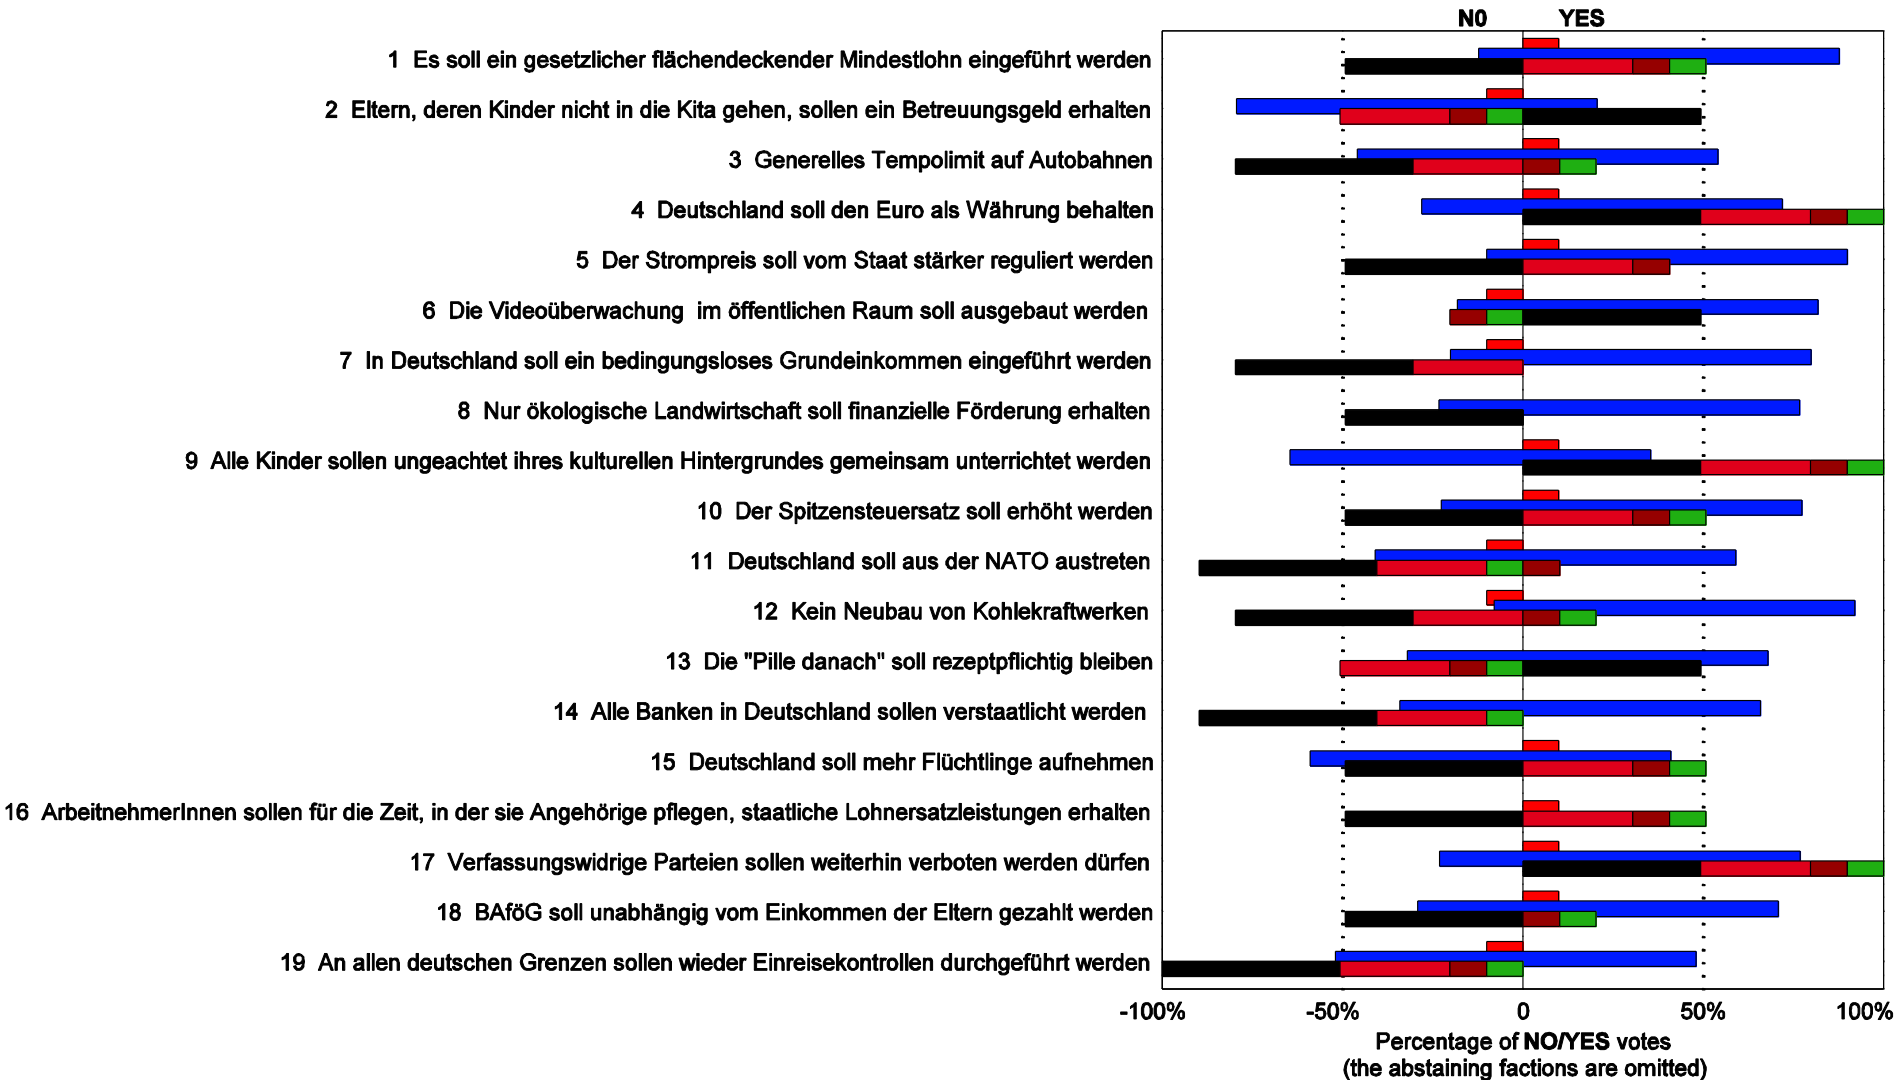 N0 YES
1 Es soll ein gesetzlicher flächendeckender Mindestlohn eingeführt werden
2 Eltern, deren Kinder nicht in die Kita gehen, sollen ein Betreuungsgeld erhalten
3 Generelles Tempolimit auf Autobahnen
4 Deutschland soll den Euro als Währung behalten
5 Der Strompreis soll vom Staat stärker reguliert werden
6 Die Videoüberwachung im öffentlichen Raum soll ausgebaut werden
7 In Deutschland soll ein bedingungsloses Grundeinkommen eingeführt werden
8 Nur ökologische Landwirtschaft soll finanzielle Förderung erhalten
9 Alle Kinder sollen ungeachtet ihres kulturellen Hintergrundes gemeinsam unterrichtet werden
10 Der Spitzensteuersatz soll erhöht werden
11 Deutschland soll aus der NATO austreten
12 Kein Neubau von Kohlekraftwerken
13 Die "Pille danach" soll rezeptpflichtig bleiben
14 Alle Banken in Deutschland sollen verstaatlicht werden
15 Deutschland soll mehr Flüchtlinge aufnehmen
16 ArbeitnehmerInnen sollen für die Zeit, in der sie Angehörige pflegen, staatliche Lohnersatzleistungen erhalten
17 Verfassungswidrige Parteien sollen weiterhin verboten werden dürfen
18 BAföG soll unabhängig vom Einkommen der Eltern gezahlt werden
19 An allen deutschen Grenzen sollen wieder Einreisekontrollen durchgeführt werden
-100% -50% 0 50% 100%
Percentage of NO/YES votes
(the abstaining factions are omitted)